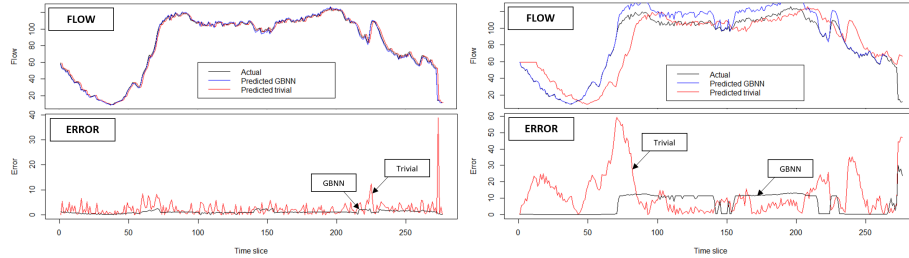 FLOW
Flow
100
80
60
40
20
Actual
Predicted GBNN
Predicted trivial
ERROR
Error
40
30
20
10
0
GBNN
Trivial
0
50
100
150
200
250
Time slice
FLOW
Flow
100
80
60
40
20
Actual
Predicted GBNN
Predicted trivial
ERROR
Error
60
50
40
30
20
10
0
Trivial
GBNN
0
50
100
150
200
250
Time slice